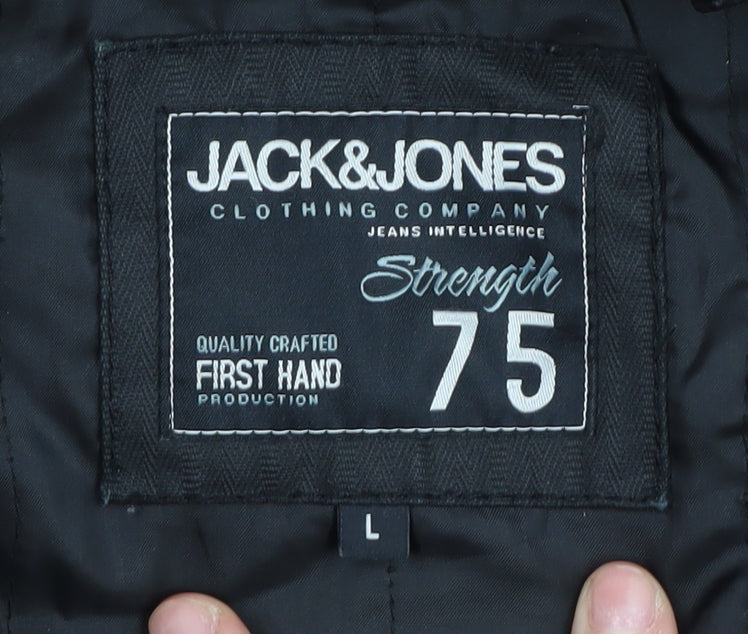 JACK&JONES
CLOTHING COMPANY
JEANS INTELLIGENCE
Strength
75
QUALITY CRAFTED
FIRST HAND
PRODUCTION
L